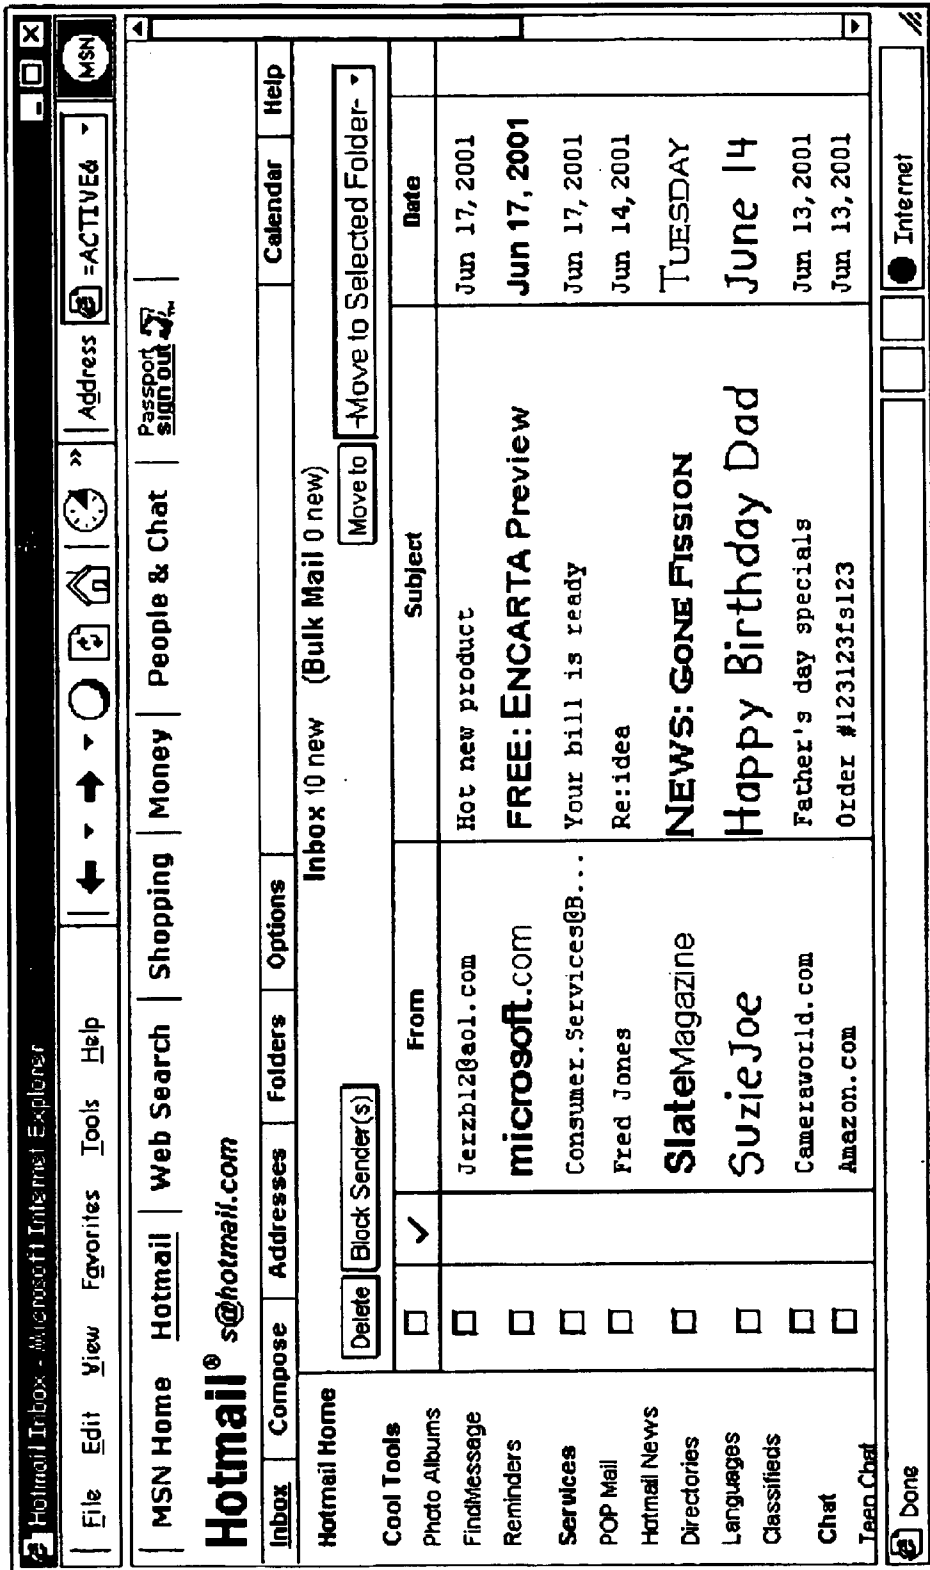 Hotmail Inbox - Microsoft Internet Explorer
File Edit View Favorites Tools Help » Address =ACTIVE& MSN
MSN Home Hotmail Web Search Shopping Money People & Chat Passport sign out
Hotmail® s@hotmail.com
Inbox Compose Addresses Folders Options Calendar Help
Hotmail Home Inbox 10 new (Bulk Mail 0 new)
Delete Block Sender(s) Move to -Move to Selected Folder-
Cool Tools From Subject Date
Photo Albums
FindMessage Jerzbl2@aol.com Hot new product Jun 17, 2001
Reminders microsoft.com FREE: ENCARTA Preview Jun 17, 2001
Services Consumer.Services@B... Your bill is ready Jun 17, 2001
POP Mail Fred Jones Re:idea Jun 14, 2001
Hotmail News
Directories SlateMagazine NEWS: GONE FISSION TUESDAY
Languages SuzieJoe Happy Birthday Dad June 14
Classifieds Cameraworld.com Father's day specials Jun 13, 2001
Chat Amazon.com Order #123123fs123 Jun 13, 2001
Teen Chat
Done Internet